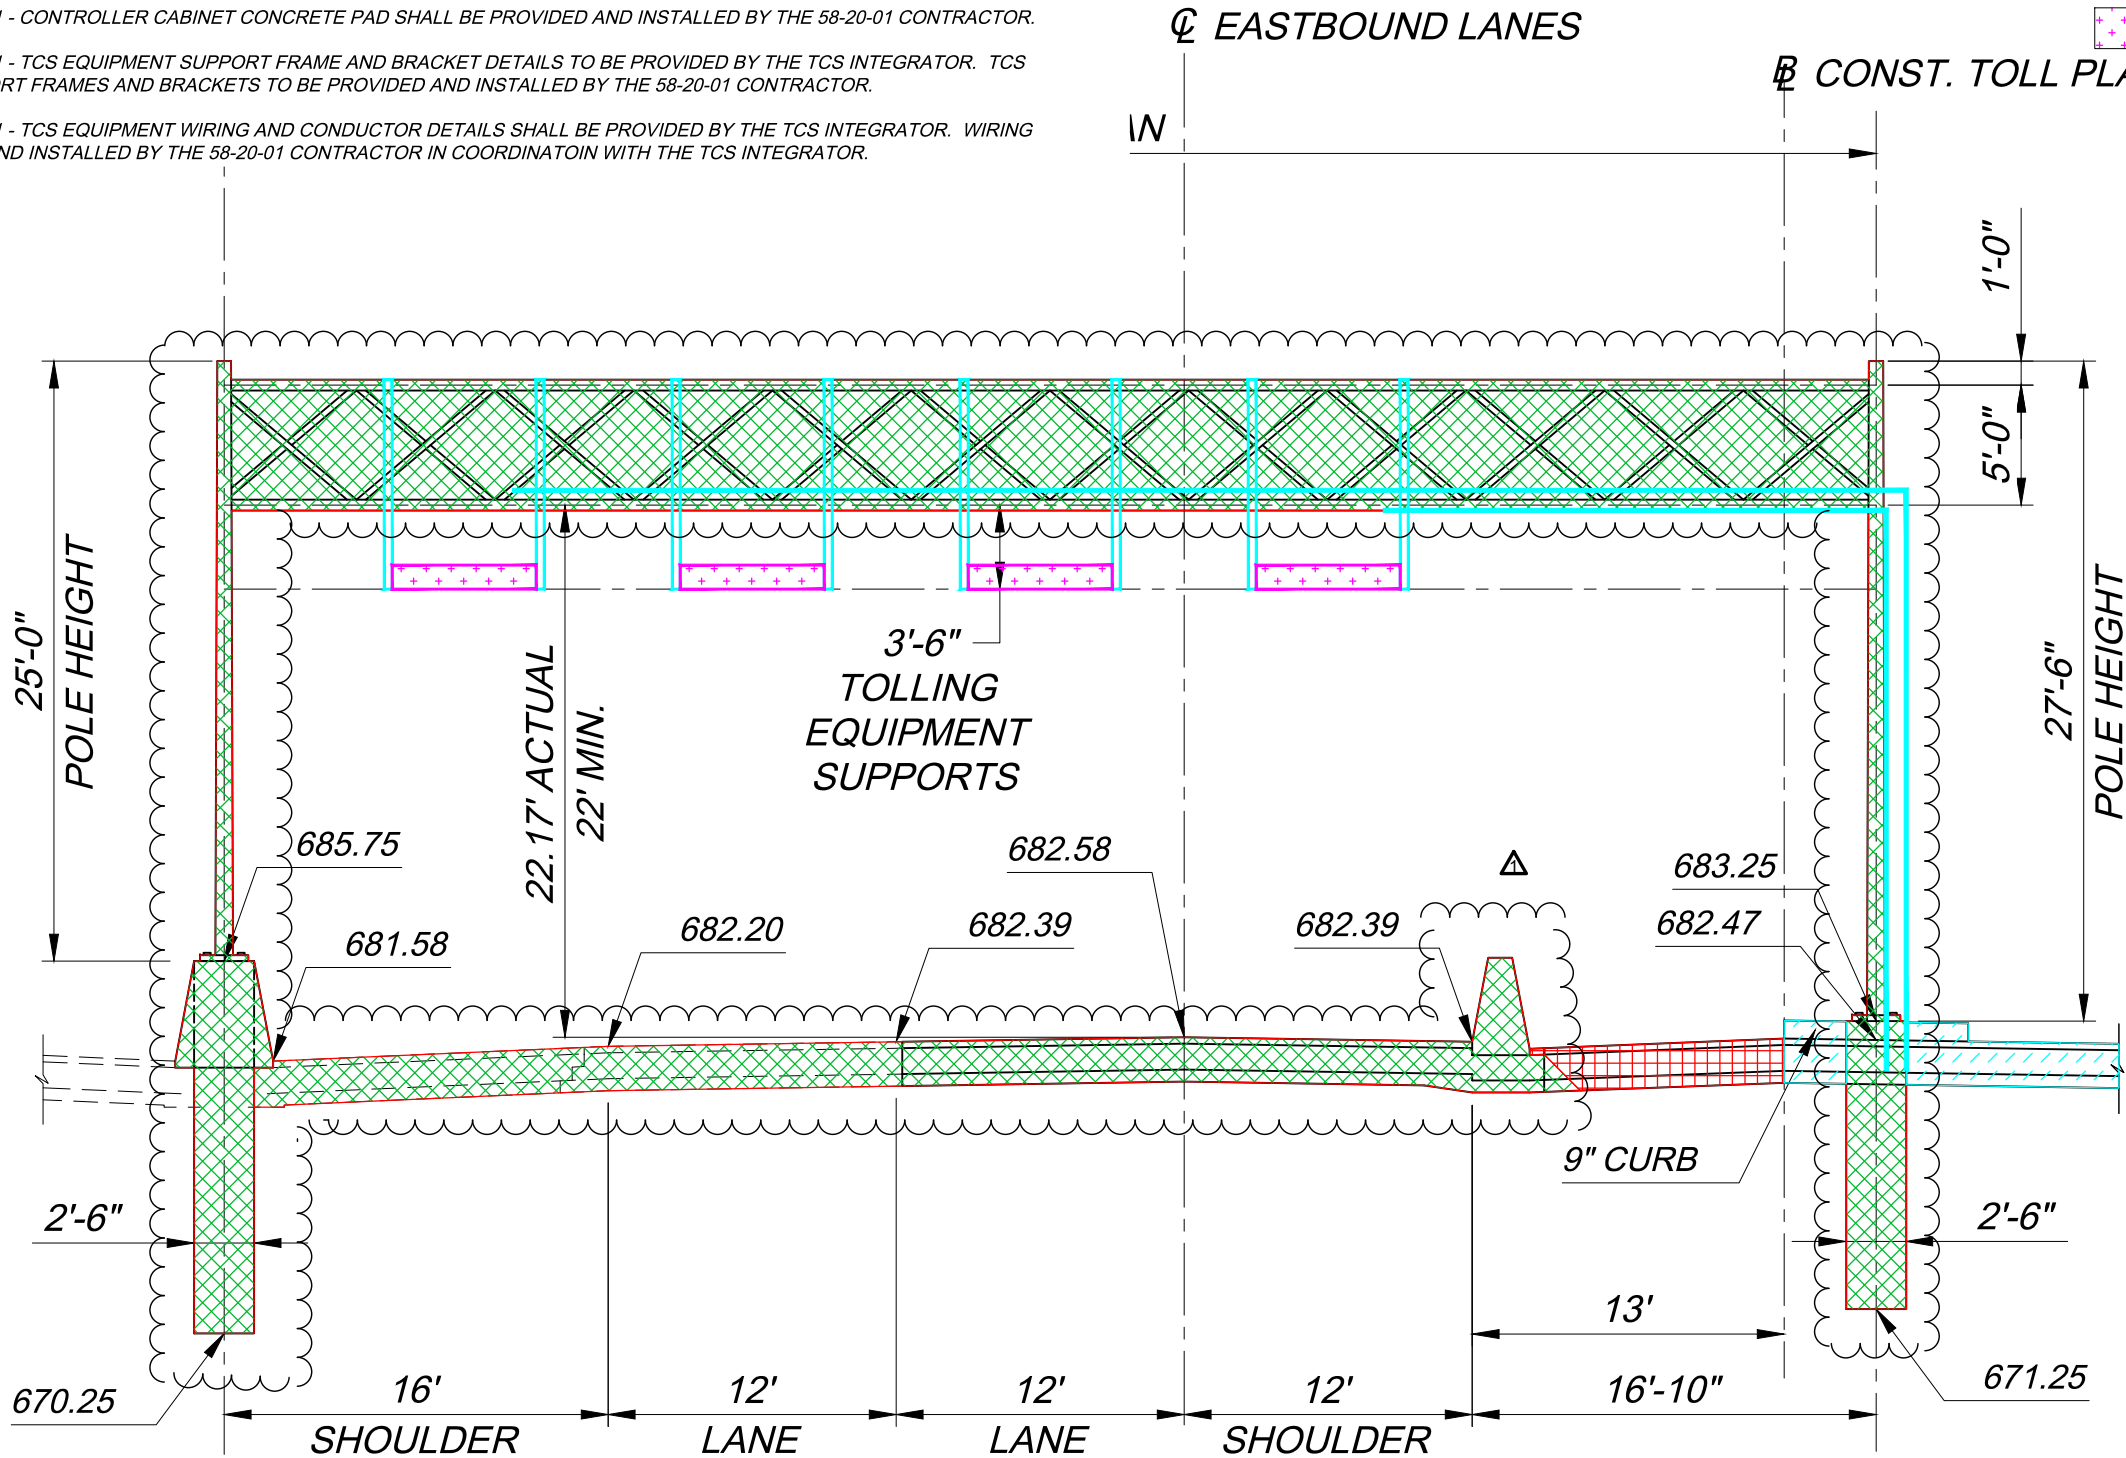 - CONTROLLER CABINET CONCRETE PAD SHALL BE PROVIDED AND INSTALLED BY THE 58-20-01 CONTRACTOR.
- TCS EQUIPMENT SUPPORT FRAME AND BRACKET DETAILS TO BE PROVIDED BY THE TCS INTEGRATOR. TCS
RT FRAMES AND BRACKETS TO BE PROVIDED AND INSTALLED BY THE 58-20-01 CONTRACTOR.
- TCS EQUIPMENT WIRING AND CONDUCTOR DETAILS SHALL BE PROVIDED BY THE TCS INTEGRATOR. WIRING
ND INSTALLED BY THE 58-20-01 CONTRACTOR IN COORDINATOIN WITH THE TCS INTEGRATOR.
℄ EASTBOUND LANES
CONST. TOLL PLA
AN
1'-0"
5'-0"
25'-0"
POLE HEIGHT
22.17' ACTUAL
22' MIN.
3'-6"
TOLLING
EQUIPMENT
SUPPORTS
27'-6"
POLE HEIGHT
685.75
681.58
682.20
682.58
682.39
682.39
1
683.25
682.47
9" CURB
2'-6"
2'-6"
13'
670.25
671.25
16'
SHOULDER
12'
LANE
12'
LANE
12'
SHOULDER
16'-10"